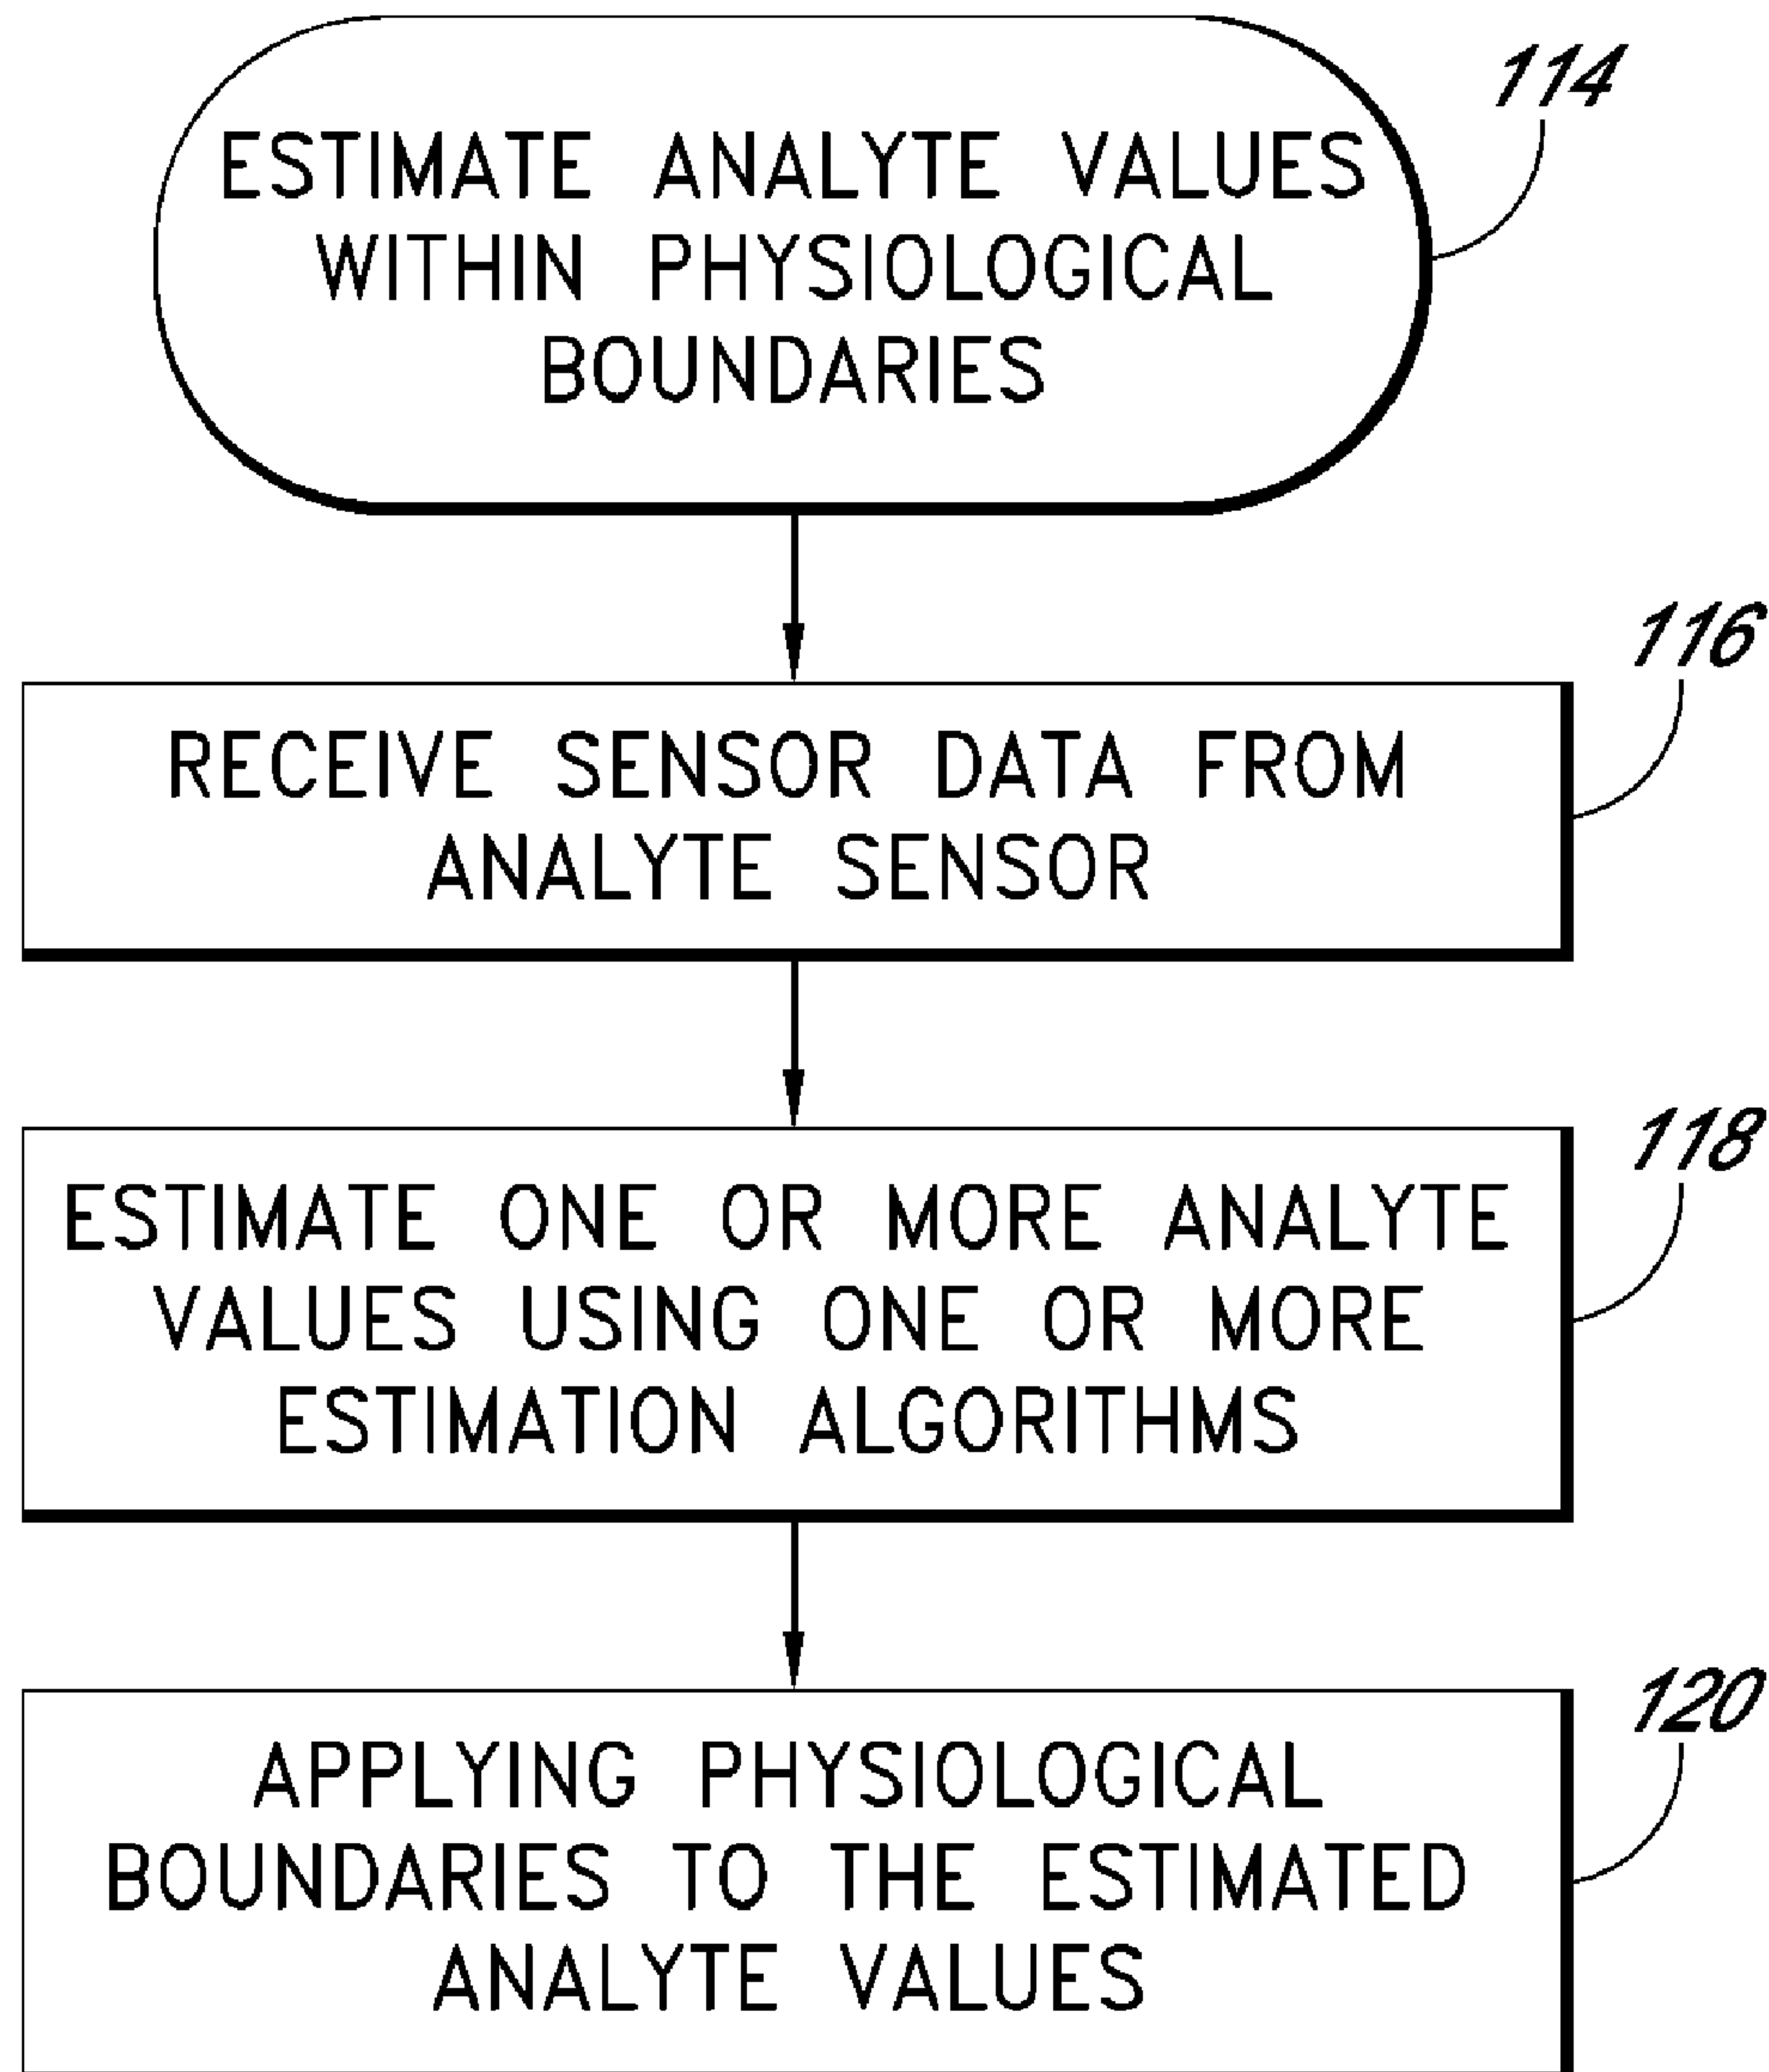 114
ESTIMATE ANALYTE VALUES
WITHIN PHYSIOLOGICAL
BOUNDARIES
116
RECEIVE SENSOR DATA FROM
ANALYTE SENSOR
118
ESTIMATE ONE OR MORE ANALYTE
VALUES USING ONE OR MORE
ESTIMATION ALGORITHMS
120
APPLYING PHYSIOLOGICAL
BOUNDARIES TO THE ESTIMATED
ANALYTE VALUES